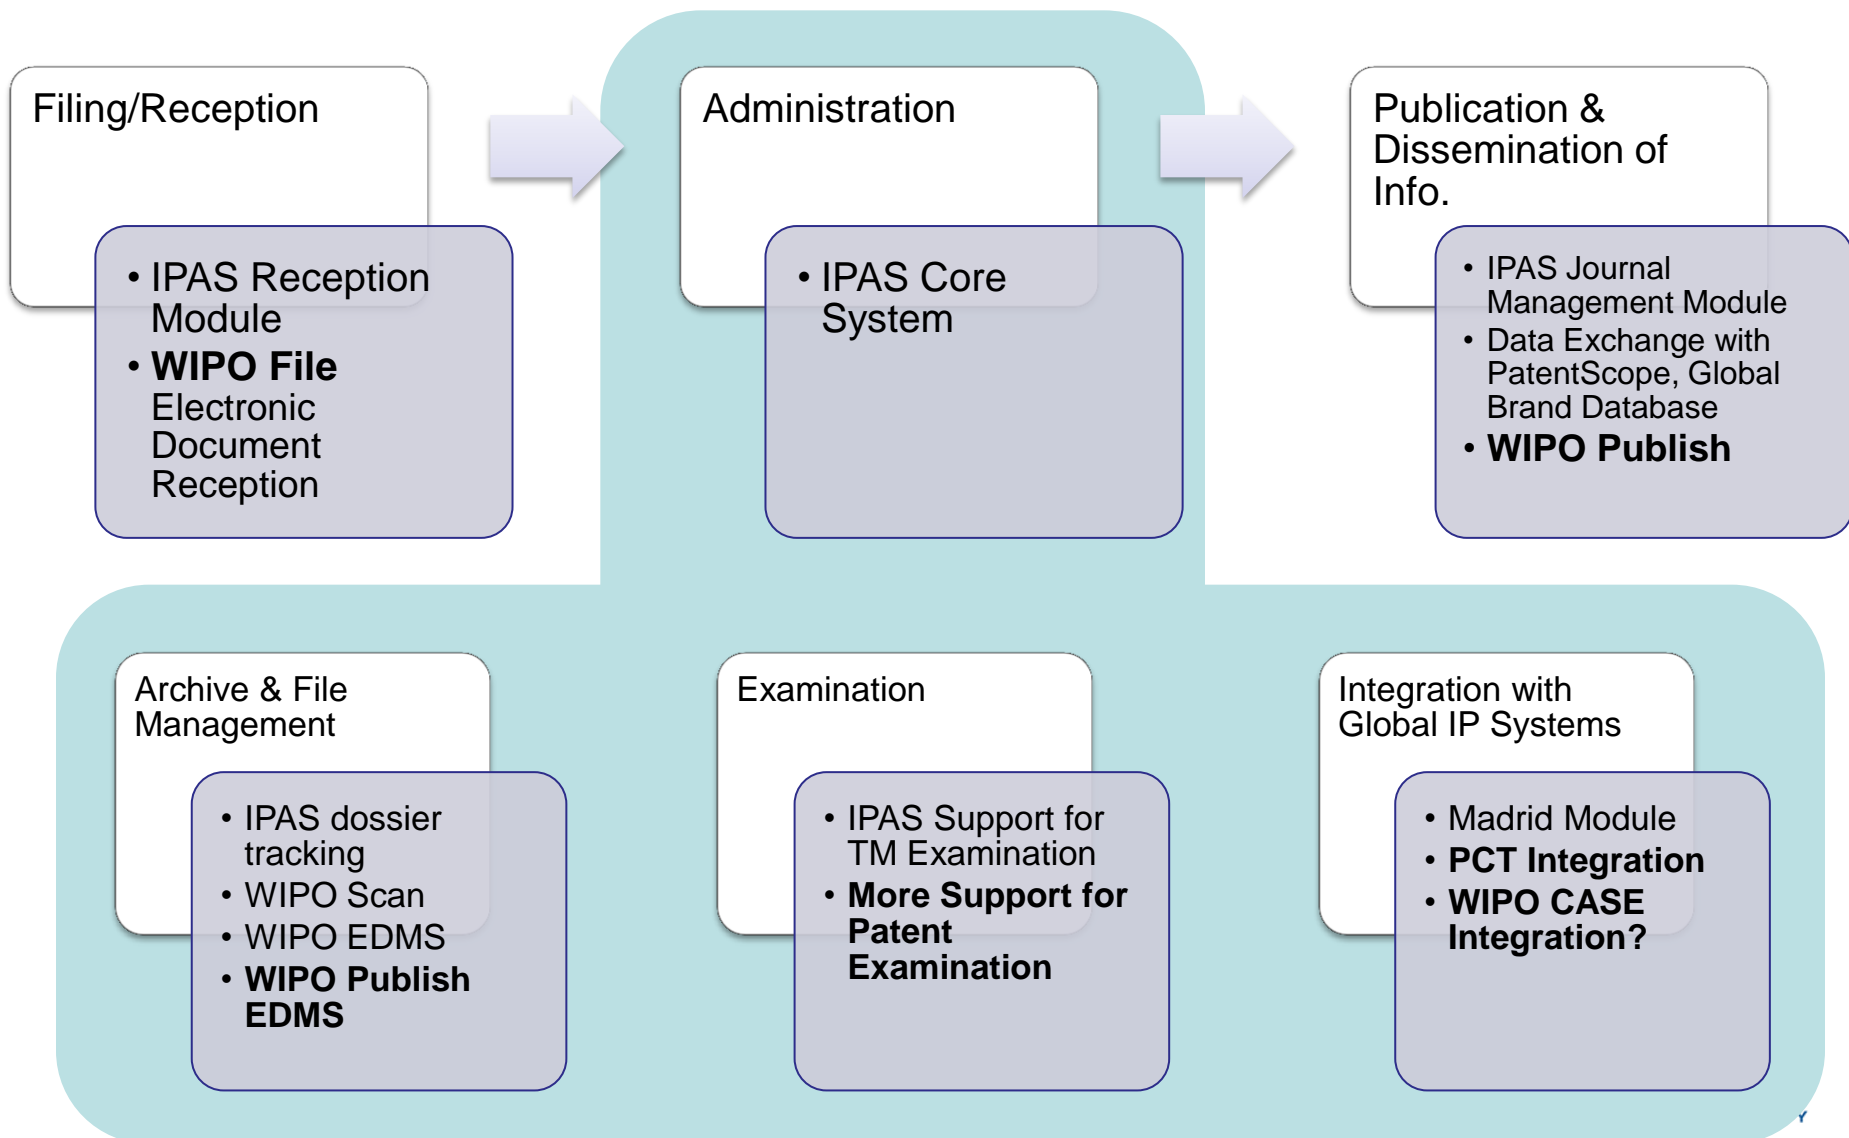 Filing/Reception
• IPAS Reception
Module
• WIPO File
Electronic
Document
Reception
Administration
• IPAS Core
System
Publication &
Dissemination of
Info.
• IPAS Journal
Management Module
• Data Exchange with
PatentScope, Global
Brand Database
• WIPO Publish
Archive & File
Management
• IPAS dossier
tracking
• WIPO Scan
• WIPO EDMS
• WIPO Publish
EDMS
Examination
• IPAS Support for
TM Examination
• More Support for
Patent
Examination
Integration with
Global IP Systems
• Madrid Module
• PCT Integration
• WIPO CASE
Integration?
Y